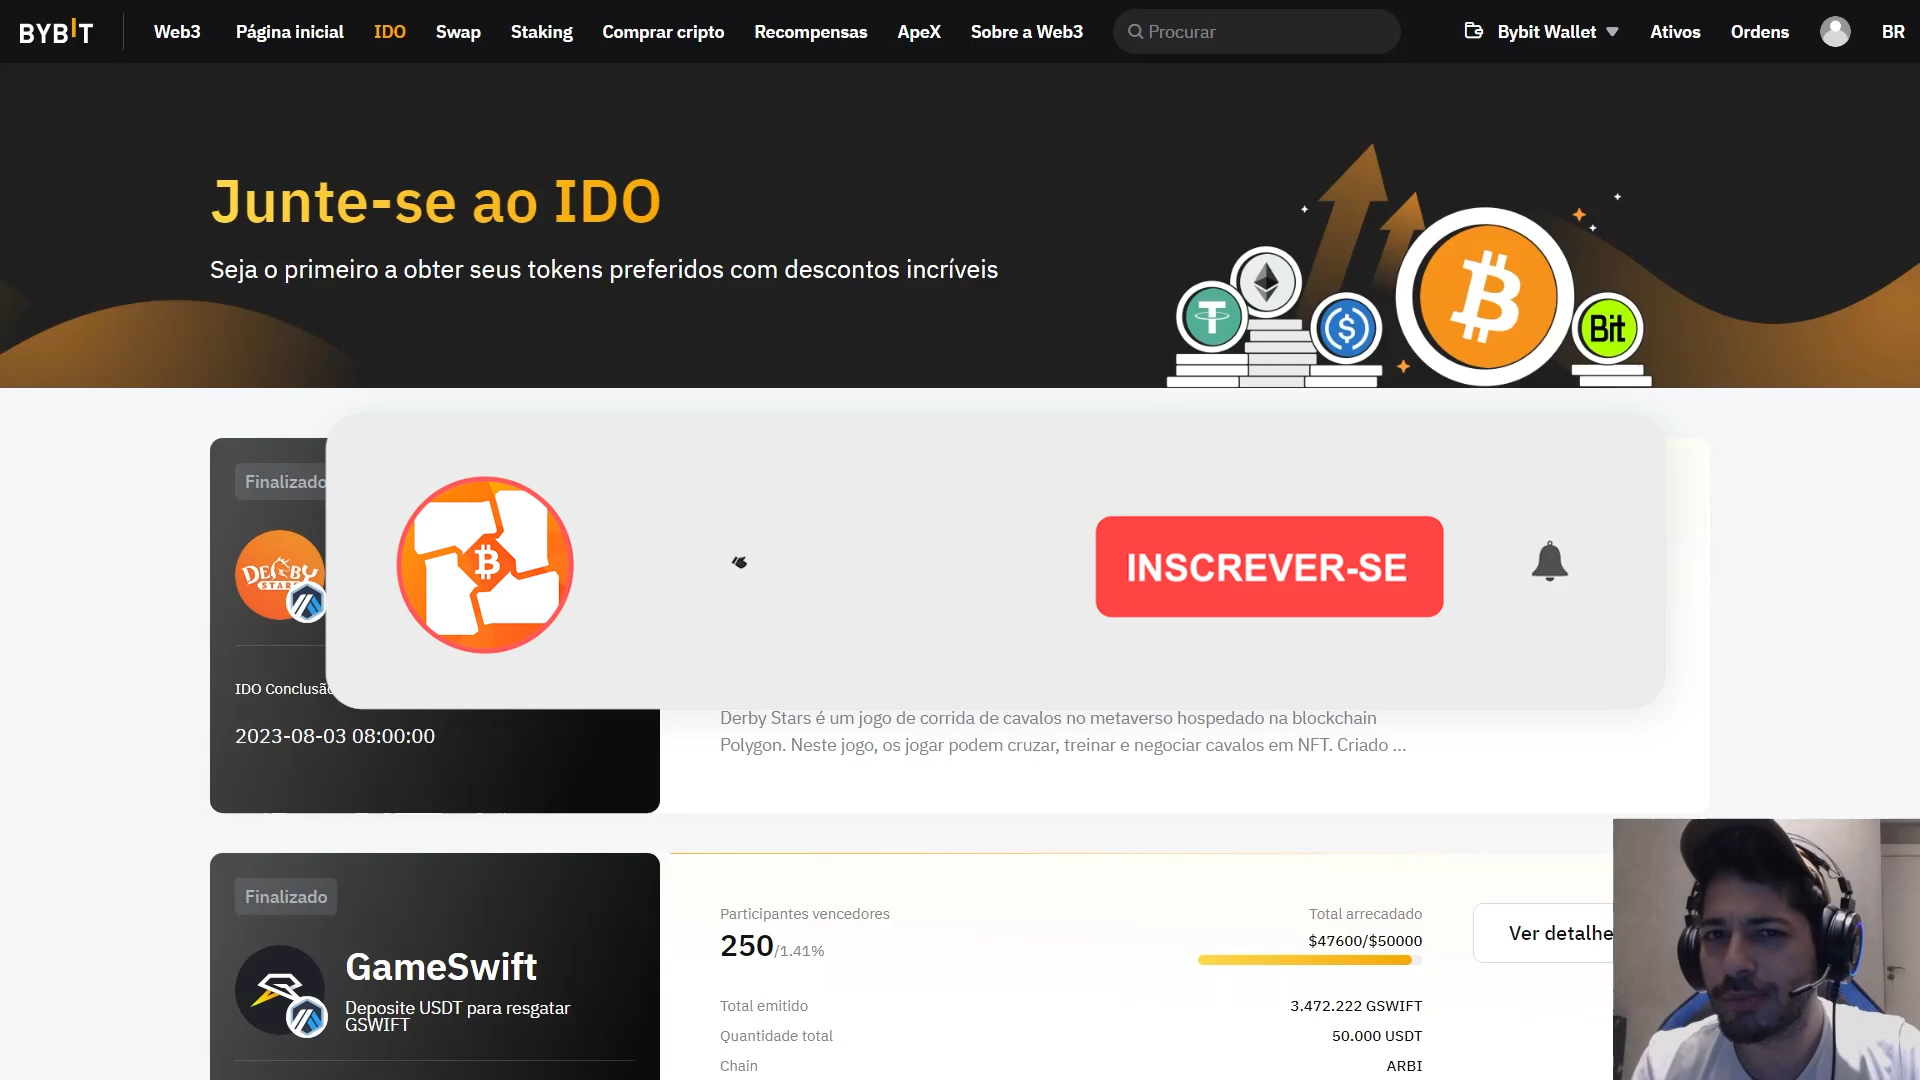 BYBIT
Web3 Página inicial IDO Swap Staking Comprar cripto Recompensas ApeX Sobre a Web3 Procurar Bybit Wallet Ativos Ordens BR
Junte-se ao IDO
Seja o primeiro a obter seus tokens preferidos com descontos incríveis
Bit
Finalizado
DERBY
STARS
INSCREVER-SE
IDO Conclusão
2023-08-03 08:00:00
Derby Stars é um jogo de corrida de cavalos no metaverso hospedado na blockchain
Polygon. Neste jogo, os jogar podem cruzar, treinar e negociar cavalos em NFT. Criado ...
Finalizado
GameSwift
Deposite USDT para resgatar
GSWIFT
Participantes vencedores
250/1.41%
Total arrecadado
$47600/$50000
Ver detalhe
Total emitido 3.472.222 GSWIFT
Quantidade total 50.000 USDT
Chain ARBI